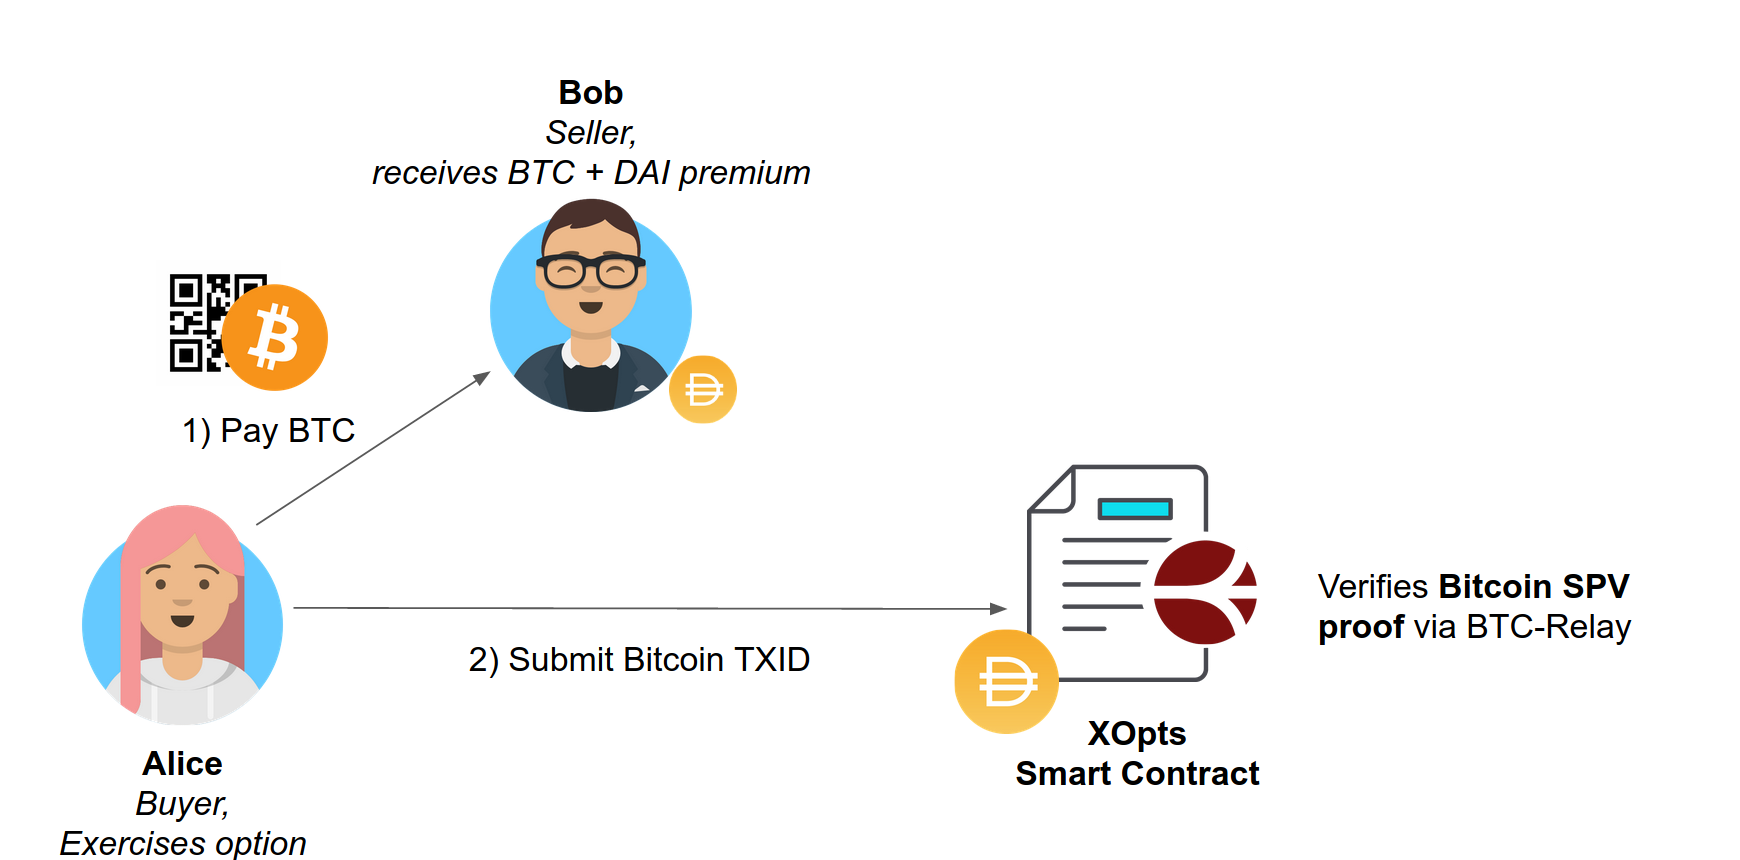 Bob
Seller,
receives BTC + DAI premium
1) Pay BTC
2) Submit Bitcoin TXID
Verifies Bitcoin SPV
proof via BTC-Relay
XOpts
Smart Contract
Alice
Buyer,
Exercises option